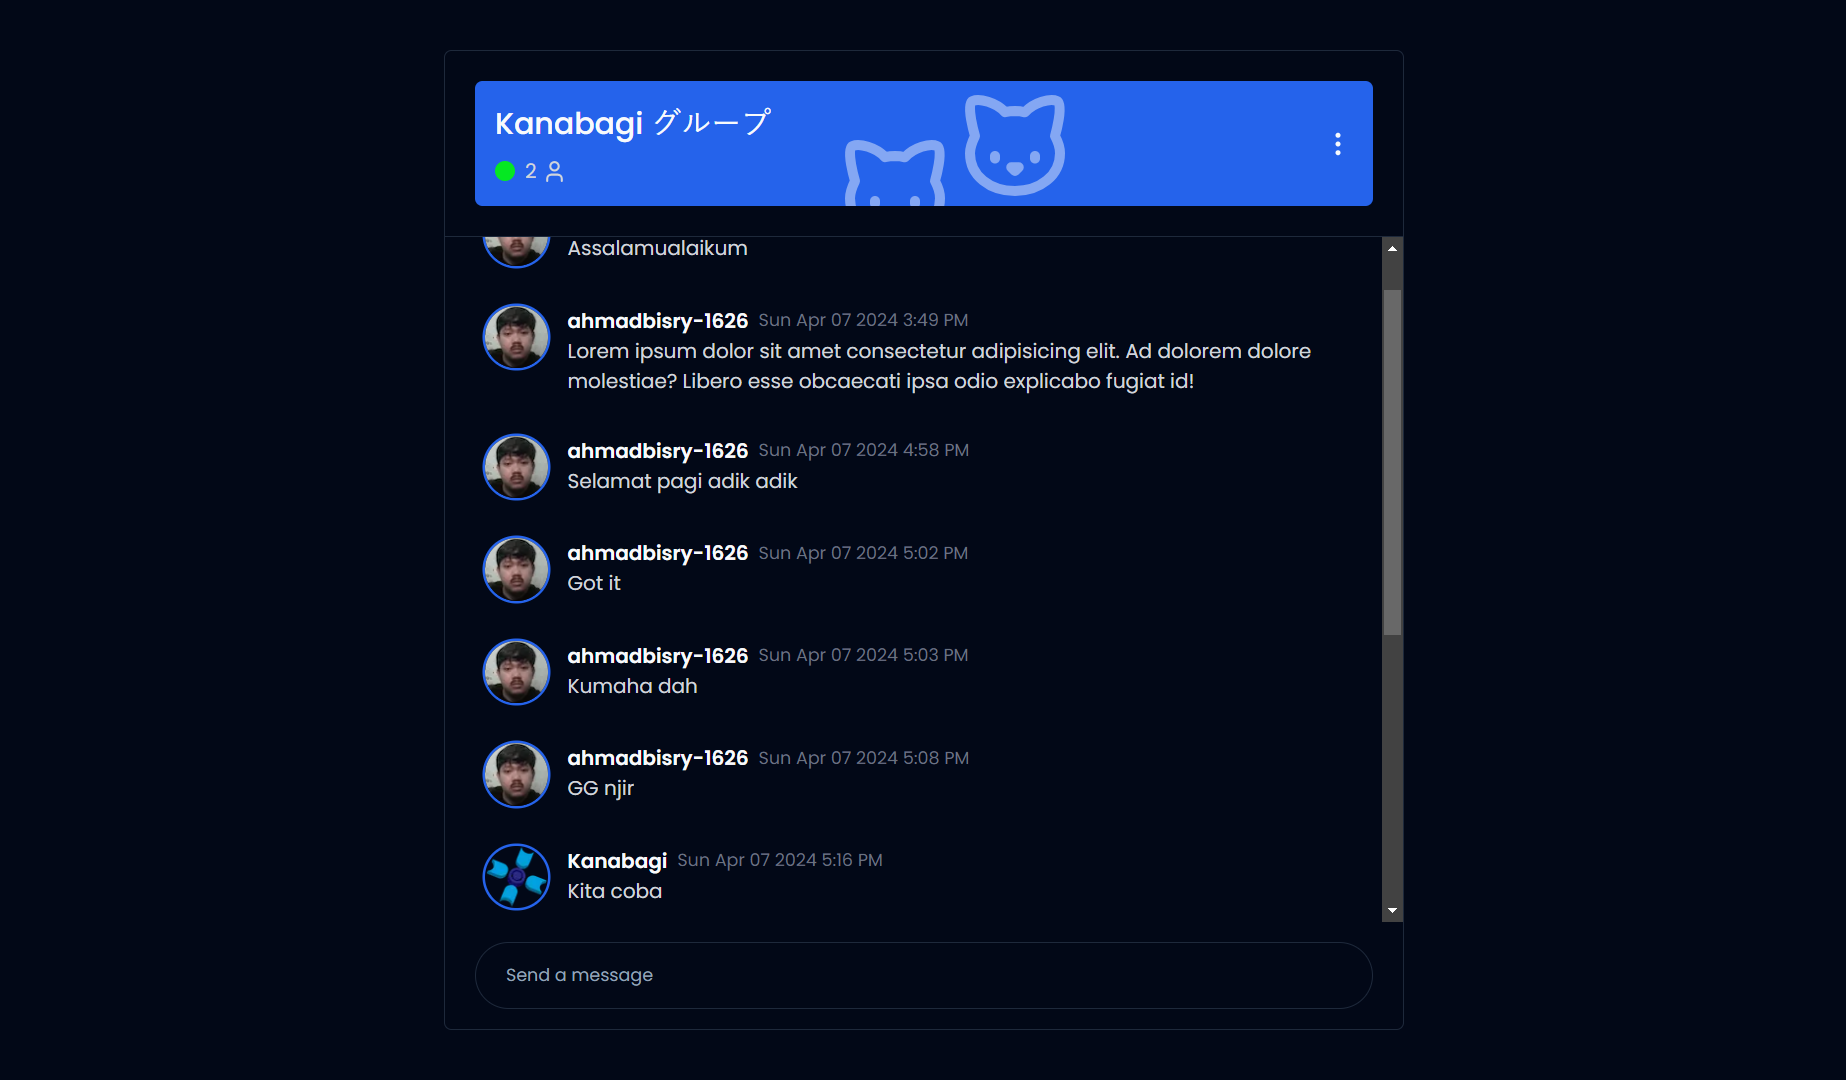 Kanabagi グループ
2
Assalamualaikum
ahmadbisry-1626 Sun Apr 07 2024 3:49 PM
Lorem ipsum dolor sit amet consectetur adipisicing elit. Ad dolorem dolore
molestiae? Libero esse obcaecati ipsa odio explicabo fugiat id!
ahmadbisry-1626 Sun Apr 07 2024 4:58 PM
Selamat pagi adik adik
ahmadbisry-1626 Sun Apr 07 2024 5:02 PM
Got it
ahmadbisry-1626 Sun Apr 07 2024 5:03 PM
Kumaha dah
ahmadbisry-1626 Sun Apr 07 2024 5:08 PM
GG njir
Kanabagi Sun Apr 07 2024 5:16 PM
Kita coba
Send a message